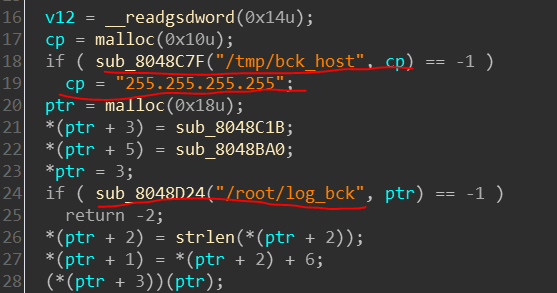 16 v12 = __readgsdword(0x14u);
17 cp = malloc(0x10u);
18 if ( sub_8048C7F("/tmp/bck_host", cp) == -1 )
19 cp = "255.255.255.255";
20 ptr = malloc(0x18u);
21 *(ptr + 3) = sub_8048C1B;
22 *(ptr + 5) = sub_8048BA0;
23 *ptr = 3;
24 if ( sub_8048D24("/root/log_bck", ptr) == -1 )
25 return -2;
26 *(ptr + 2) = strlen(*(ptr + 2));
27 *(ptr + 1) = *(ptr + 2) + 6;
28 (*(ptr + 3))(ptr);